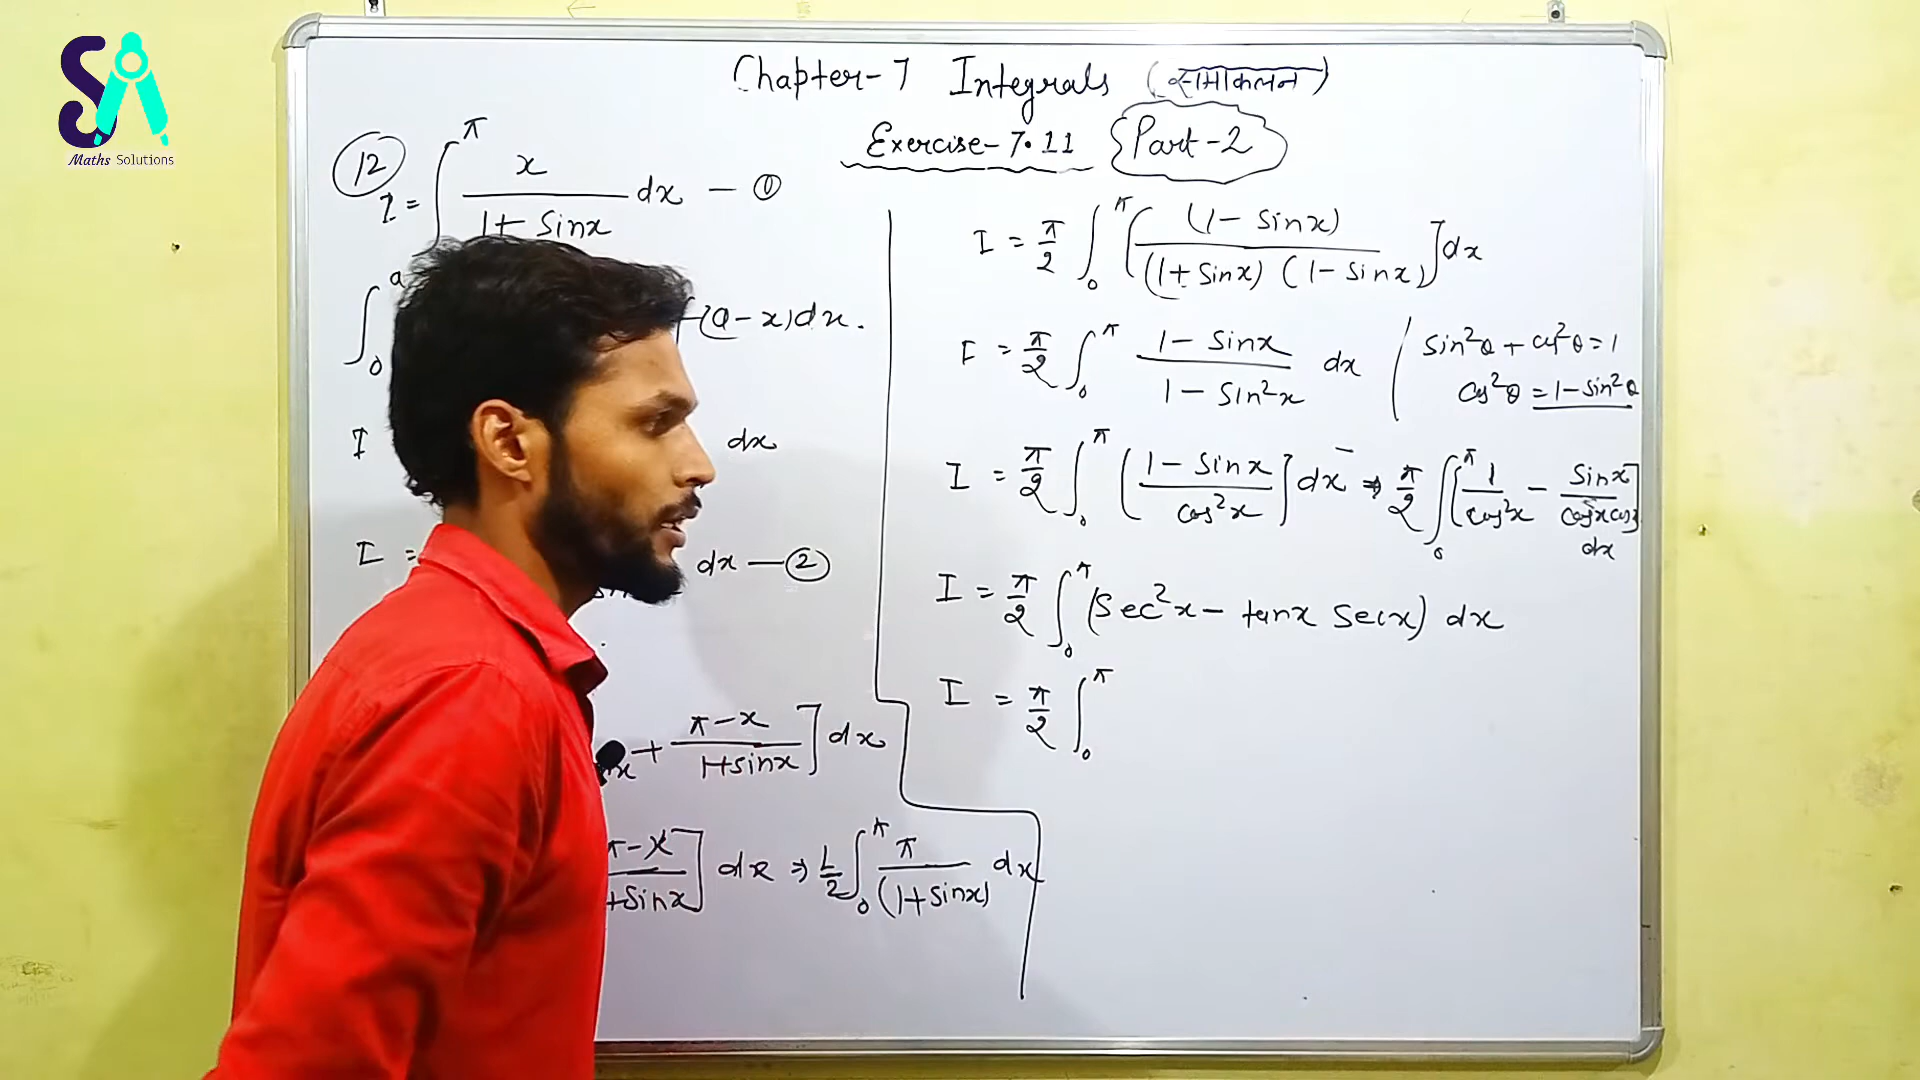 SA
Maths Solutions
Chapter-7 Integrals (समाकलन)
Exercise-7.11 {Part-2}
(12) I = ∫ π x / 1+ Sinx dx — ①
∫ a 0 (a-x)dx.
I dx
I = dx — ②
+ π-x / 1+sinx ] dx
π-x / +Sinx ] dx ⇒ 1/2 ∫ π 0 π / (1+sinx) dx
I = π/2 ∫ π 0 [ (1- Sinx) / (1+Sinx) (1-Sinx) ] dx
I = π/2 ∫ π 0 1- Sinx / 1- Sin²x dx
Sin²θ + Cos²θ = 1
Cos²θ = 1-Sin²θ
I = π/2 ∫ π 0 [ 1-Sinx / Cos²x ] dx ⇒ π/2 ∫ π 0 [ 1 / Cos²x - Sinx / Cosx Cosx ] dx
I = π/2 ∫ π 0 (Sec²x - tanx Secx) dx
I = π/2 ∫ π 0